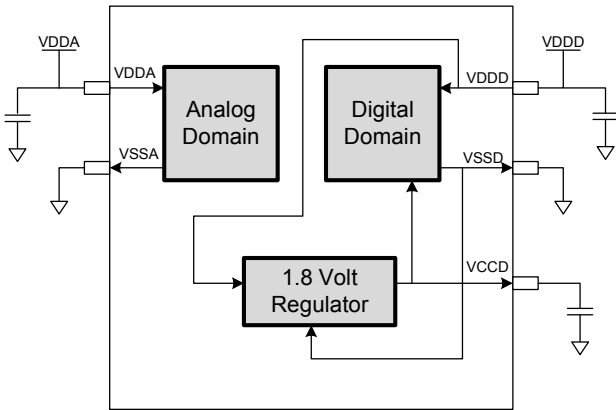 VDDA
VDDD
VDDA
Analog
Domain
Digital
Domain
VDDD
VSSA
VSSD
1.8 Volt
Regulator
VCCD